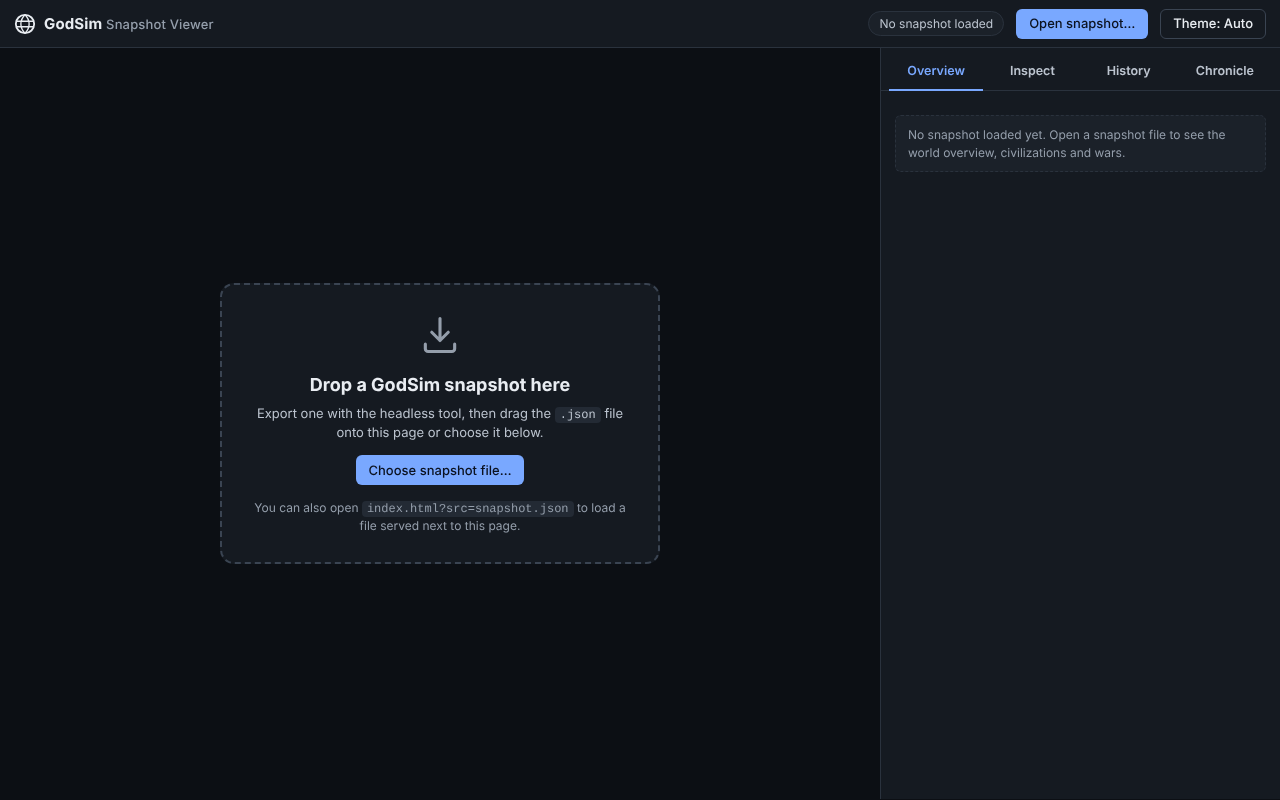 GodSim Snapshot Viewer
No snapshot loaded
Open snapshot...
Theme: Auto
Overview
Inspect
History
Chronicle
No snapshot loaded yet. Open a snapshot file to see the
world overview, civilizations and wars.
Drop a GodSim snapshot here
Export one with the headless tool, then drag the .json file
onto this page or choose it below.
Choose snapshot file...
You can also open index.html?src=snapshot.json to load a
file served next to this page.